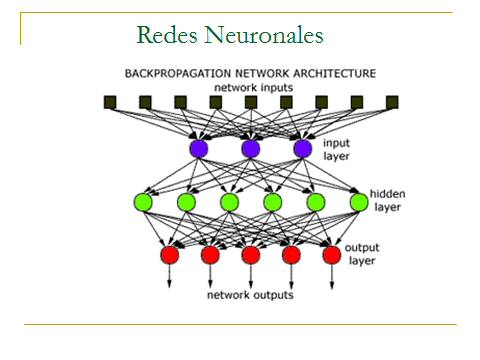 Redes Neuronales
BACKPROPAGATION NETWORK ARCHITECTURE
network inputs
input
layer
hidden
layer
output
layer
network outputs